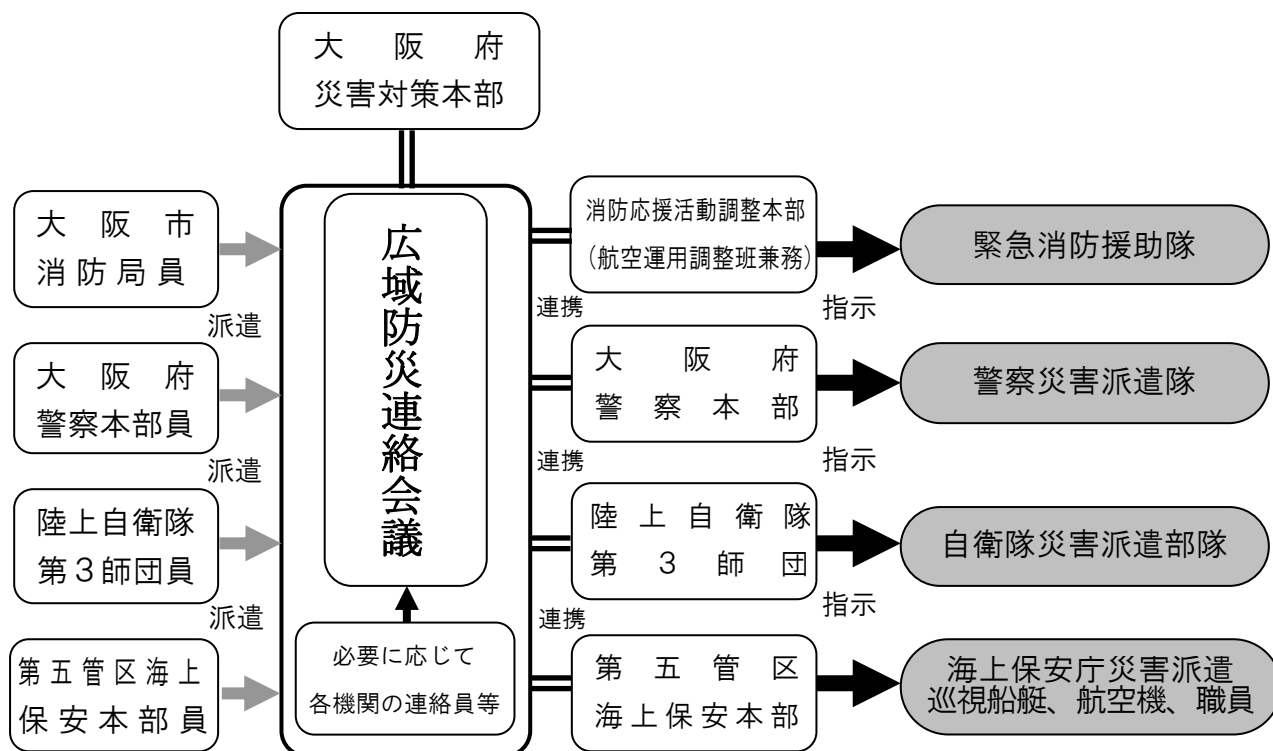 大阪府
災害対策本部
大阪市
消防局員
派遣
大阪府
警察本部員
派遣
陸上自衛隊
第３師団員
派遣
第五管区海上
保安本部員
広域防災連絡会議
必要に応じて
各機関の連絡員等
消防応援活動調整本部
(航空運用調整班兼務)
連携
大阪府
警察本部
連携
陸上自衛隊
第３師団
連携
第五管区
海上保安本部
指示
緊急消防援助隊
指示
警察災害派遣隊
指示
自衛隊災害派遣部隊
海上保安庁災害派遣
巡視船艇、航空機、職員